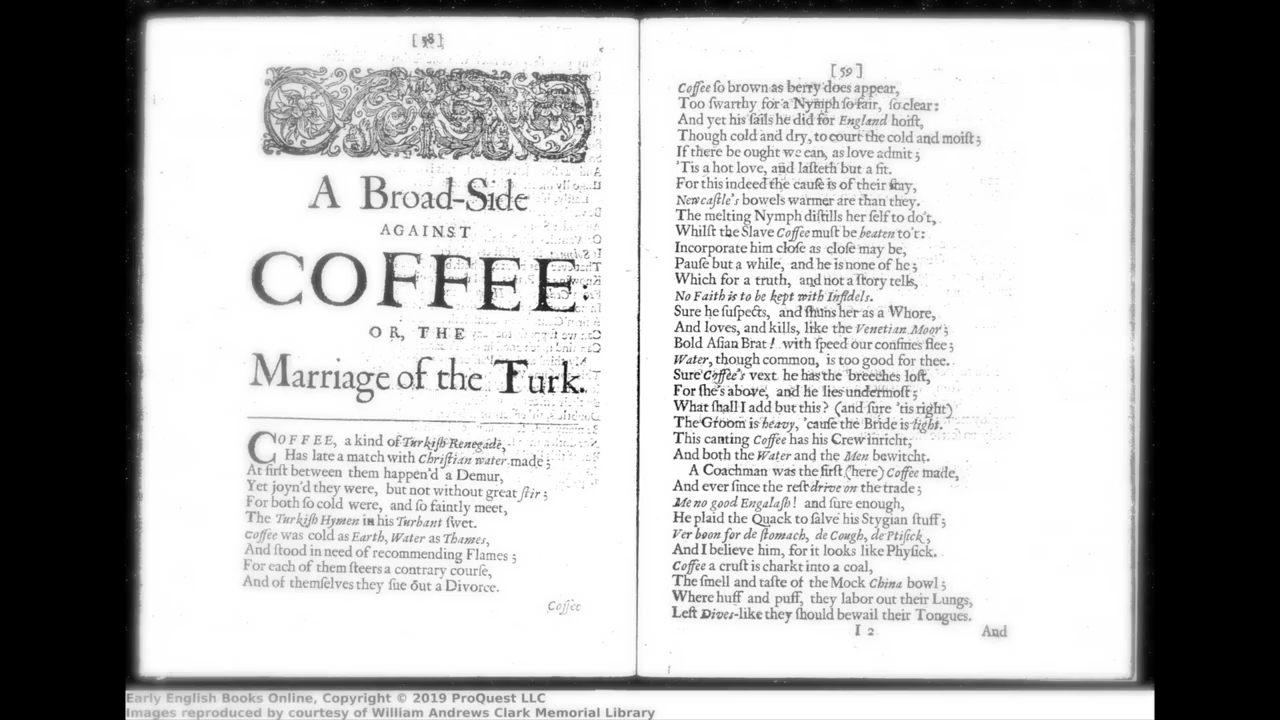 [58]
A Broad-Side
AGAINST
COFFEE:
OR, THE
Marriage of the Turk.
COFFEE, a kind of Turkiſh Renegade,
Has late a match with Chriſtian water made;
At firſt between them happen'd a Demur,
Yet joyn'd they were, but not without great ſtir;
For both ſo cold were, and ſo faintly meet,
The Turkiſh Hymen in his Turbant ſwet.
Coffee was cold as Earth, Water as Thames,
And ſtood in need of recommending Flames;
For each of them ſteers a contrary courſe,
And of themſelves they ſue out a Divorce.
Coffee
[59]
Coffee ſo brown as berry does appear,
Too ſwarthy for a Nymph ſo fair, ſo clear:
And yet his ſails he did for England hoiſt,
Though cold and dry, to court the cold and moiſt;
If there be ought we can, as love admit;
'Tis a hot love, and laſteth but a fit.
For this indeed the cauſe is of their ſtay,
Newcaſtle's bowels warmer are than they.
The melting Nymph diſtills her ſelf to do't,
Whilſt the Slave Coffee muſt be beaten to't:
Incorporate him cloſe as cloſe may be,
Pauſe but a while, and he is none of he;
Which for a truth, and not a ſtory tells,
No Faith is to be kept with Infidels.
Sure he ſuſpects, and ſhuns her as a Whore,
And loves, and kills, like the Venetian Moor;
Bold Aſian Brat! with ſpeed our confines flee;
Water, though common, is too good for thee.
Sure Coffee's vext he has the breeches loſt,
For ſhe's above, and he lies undermoſt;
What ſhall I add but this? (and ſure 'tis right)
The Groom is heavy, 'cauſe the Bride is light.
This canting Coffee has his Crew inricht,
And both the Water and the Men bewitcht.
A Coachman was the firſt (here) Coffee made,
And ever ſince the reſt drive on the trade;
Me no good Engalaſh! and ſure enough,
He plaid the Quack to ſalve his Stygian ſtuff;
Ver boon for de ſtomach, de Cough, de Ptiſick,
And I believe him, for it looks like Phyſick.
Coffee a cruſt is charkt into a coal,
The ſmell and taſte of the Mock China bowl;
Where huff and puff, they labor out their Lungs,
Leſt Dives-like they ſhould bewail their Tongues.
I 2
And
Early English Books Online, Copyright © 2019 ProQuest LLC
Images reproduced by courtesy of William Andrews Clark Memorial Library